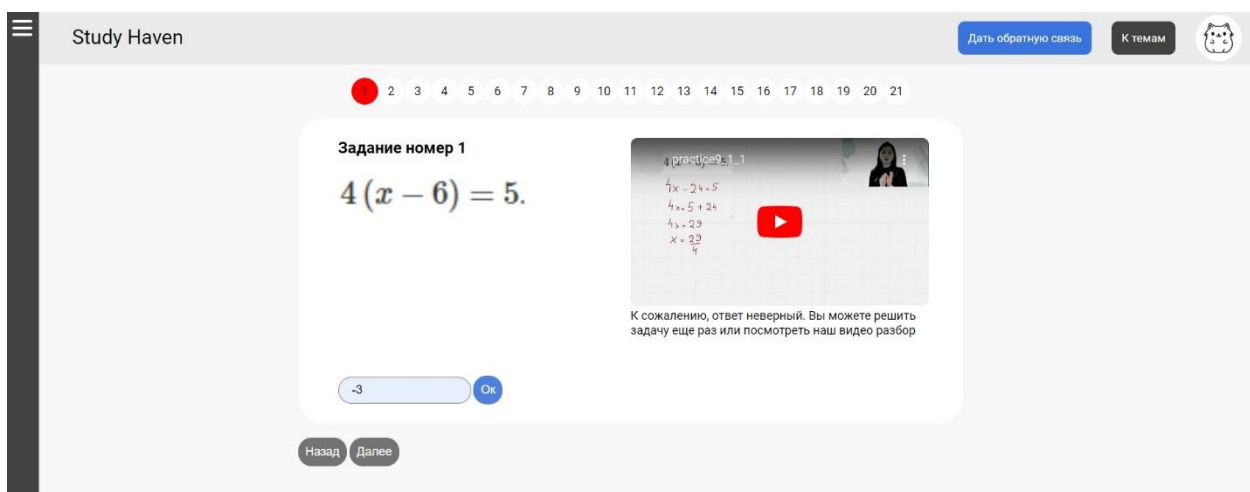 Study Haven
Дать обратную связь
К темам
1 2 3 4 5 6 7 8 9 10 11 12 13 14 15 16 17 18 19 20 21
Задание номер 1
4 (x − 6) = 5.
practice9_1_1
4x - 24 = 5
4x = 5 + 24
4x = 29
x = 29/4
К сожалению, ответ неверный. Вы можете решить
задачу еще раз или посмотреть наш видео разбор
-3
Ок
Назад
Далее